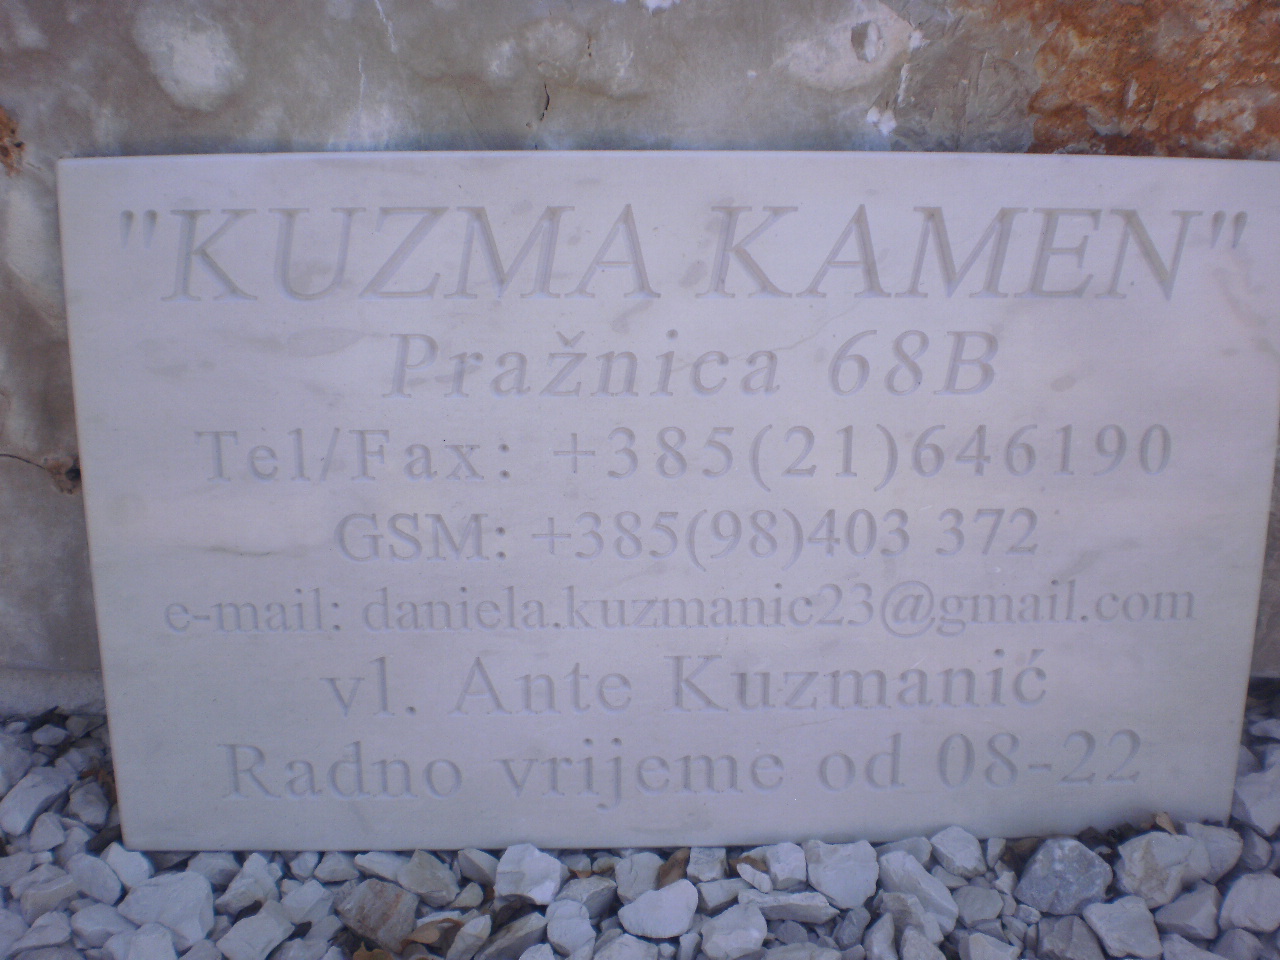 "KUZMA KAMEN"
Pražnica 68B
Tel/Fax: +385(21)646190
GSM: +385(98)403 372
e-mail: daniela.kuzmanic23@gmail.com
vl. Ante Kuzmanić
Radno vrijeme od 08-22